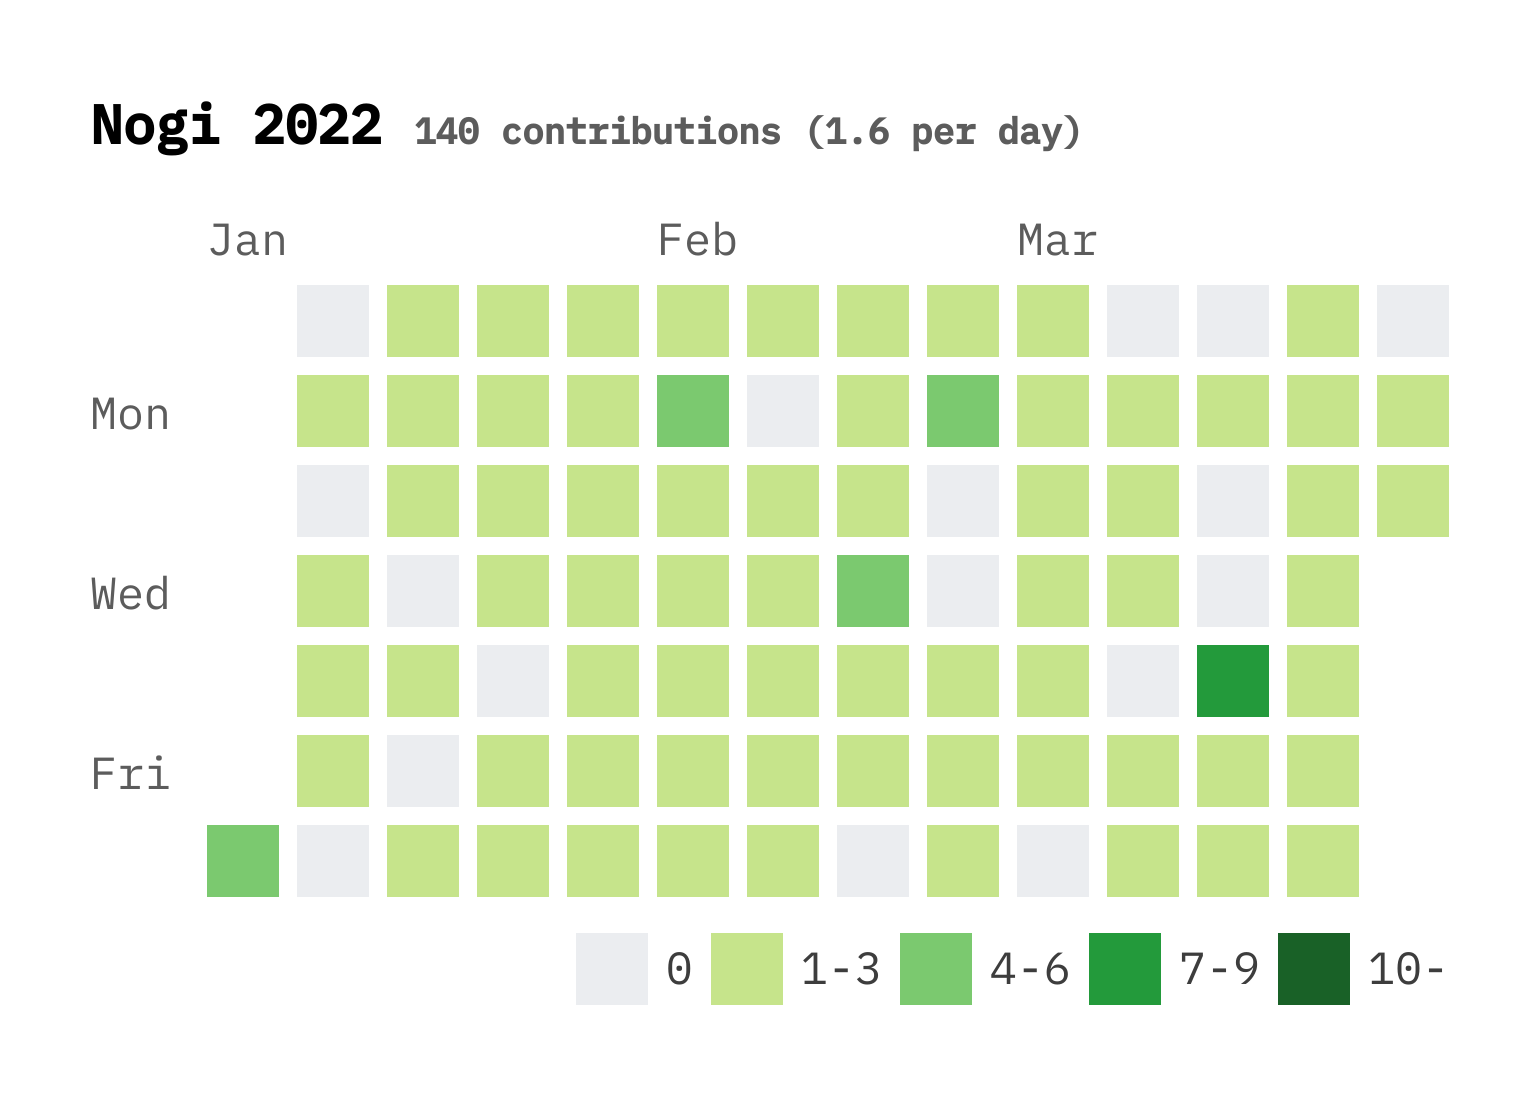 Nogi 2022 140 contributions (1.6 per day)
Jan Feb Mar
Mon
Wed
Fri
0 1-3 4-6 7-9 10-